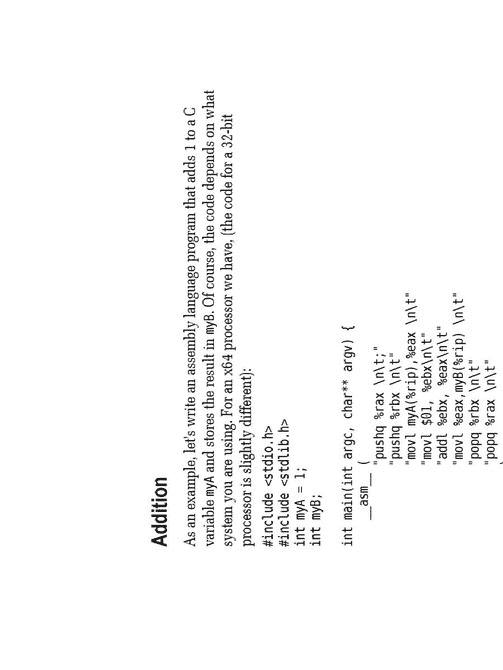 Addition
As an example, let's write an assembly language program that adds 1 to a C
variable myA and stores the result in myB. Of course, the code depends on what
system you are using. For an x64 processor we have, (the code for a 32-bit
processor is slightly different):
#include <stdio.h>
#include <stdlib.h>
int myA = 1;
int myB;
int main(int argc, char** argv) {
__asm__ (
"pushq %rax \n\t;"
"pushq %rbx \n\t"
"movl myA(%rip),%eax \n\t"
"movl $01, %ebx\n\t"
"addl %ebx, %eax\n\t"
"movl %eax,myB(%rip) \n\t"
"popq %rbx \n\t"
"popq %rax \n\t"